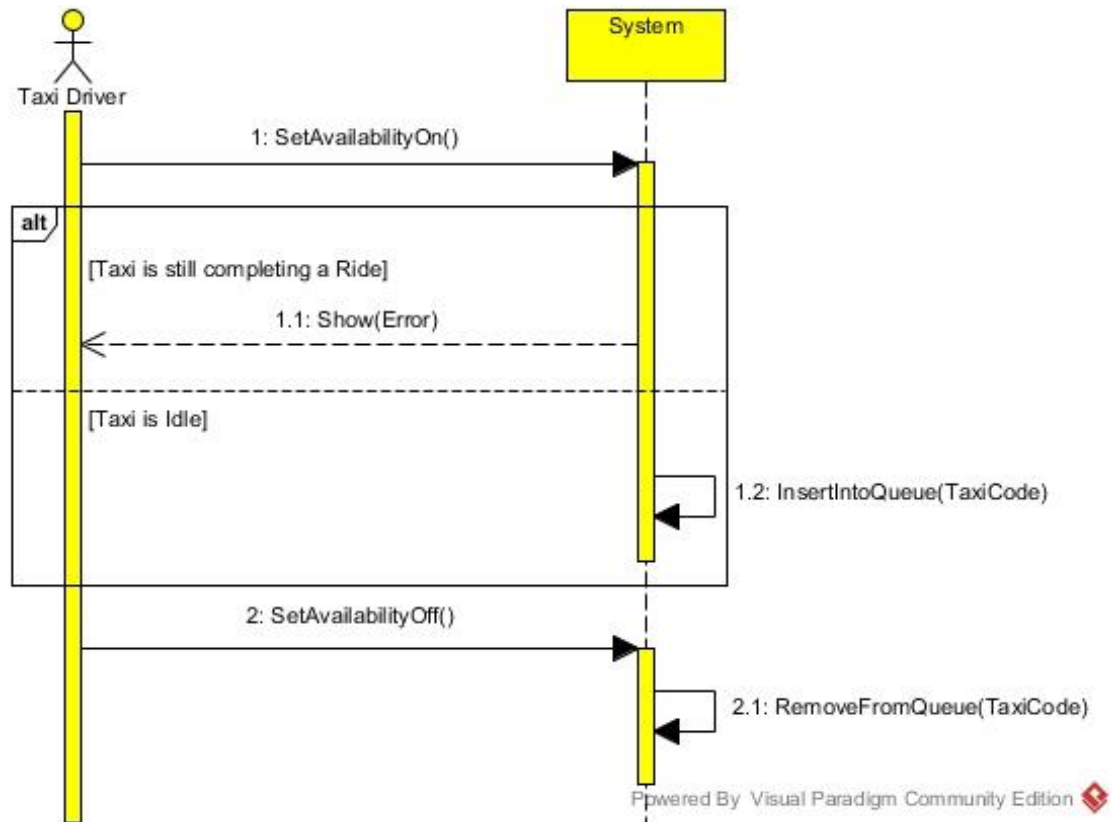 System
Taxi Driver
1: SetAvailabilityOn()
alt
[Taxi is still completing a Ride]
1.1: Show(Error)
[Taxi is Idle]
1.2: InsertIntoQueue(TaxiCode)
2: SetAvailabilityOff()
2.1: RemoveFromQueue(TaxiCode)
Powered By Visual Paradigm Community Edition